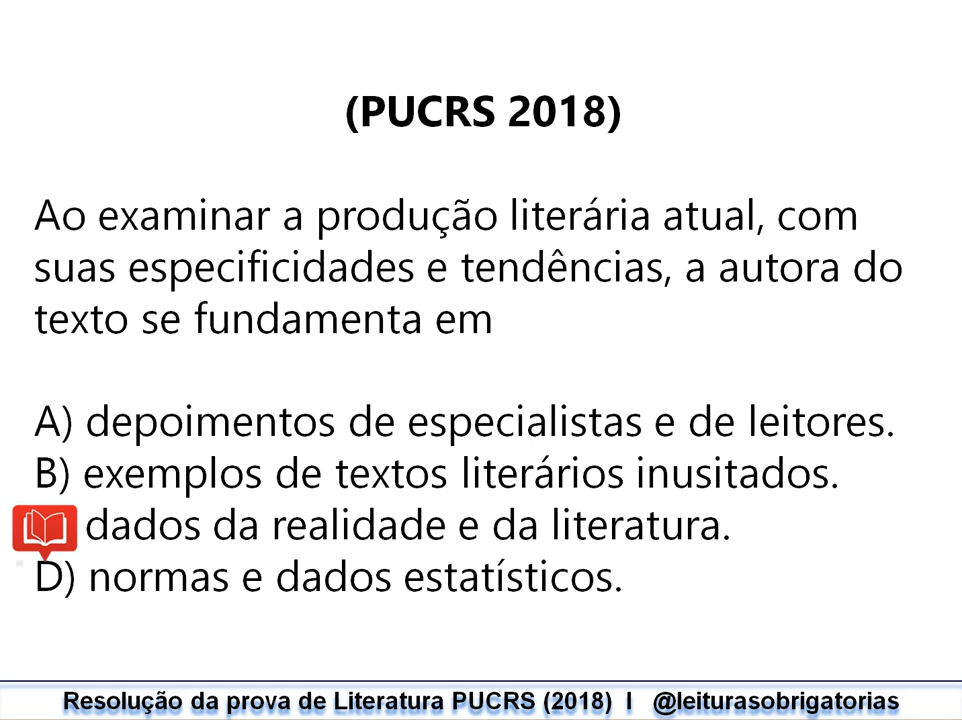 (PUCRS 2018)
Ao examinar a produção literária atual, com
suas especificidades e tendências, a autora do
texto se fundamenta em
A) depoimentos de especialistas e de leitores.
B) exemplos de textos literários inusitados.
dados da realidade e da literatura.
D) normas e dados estatísticos.
Resolução da prova de Literatura PUCRS (2018) I @leiturasobrigatorias